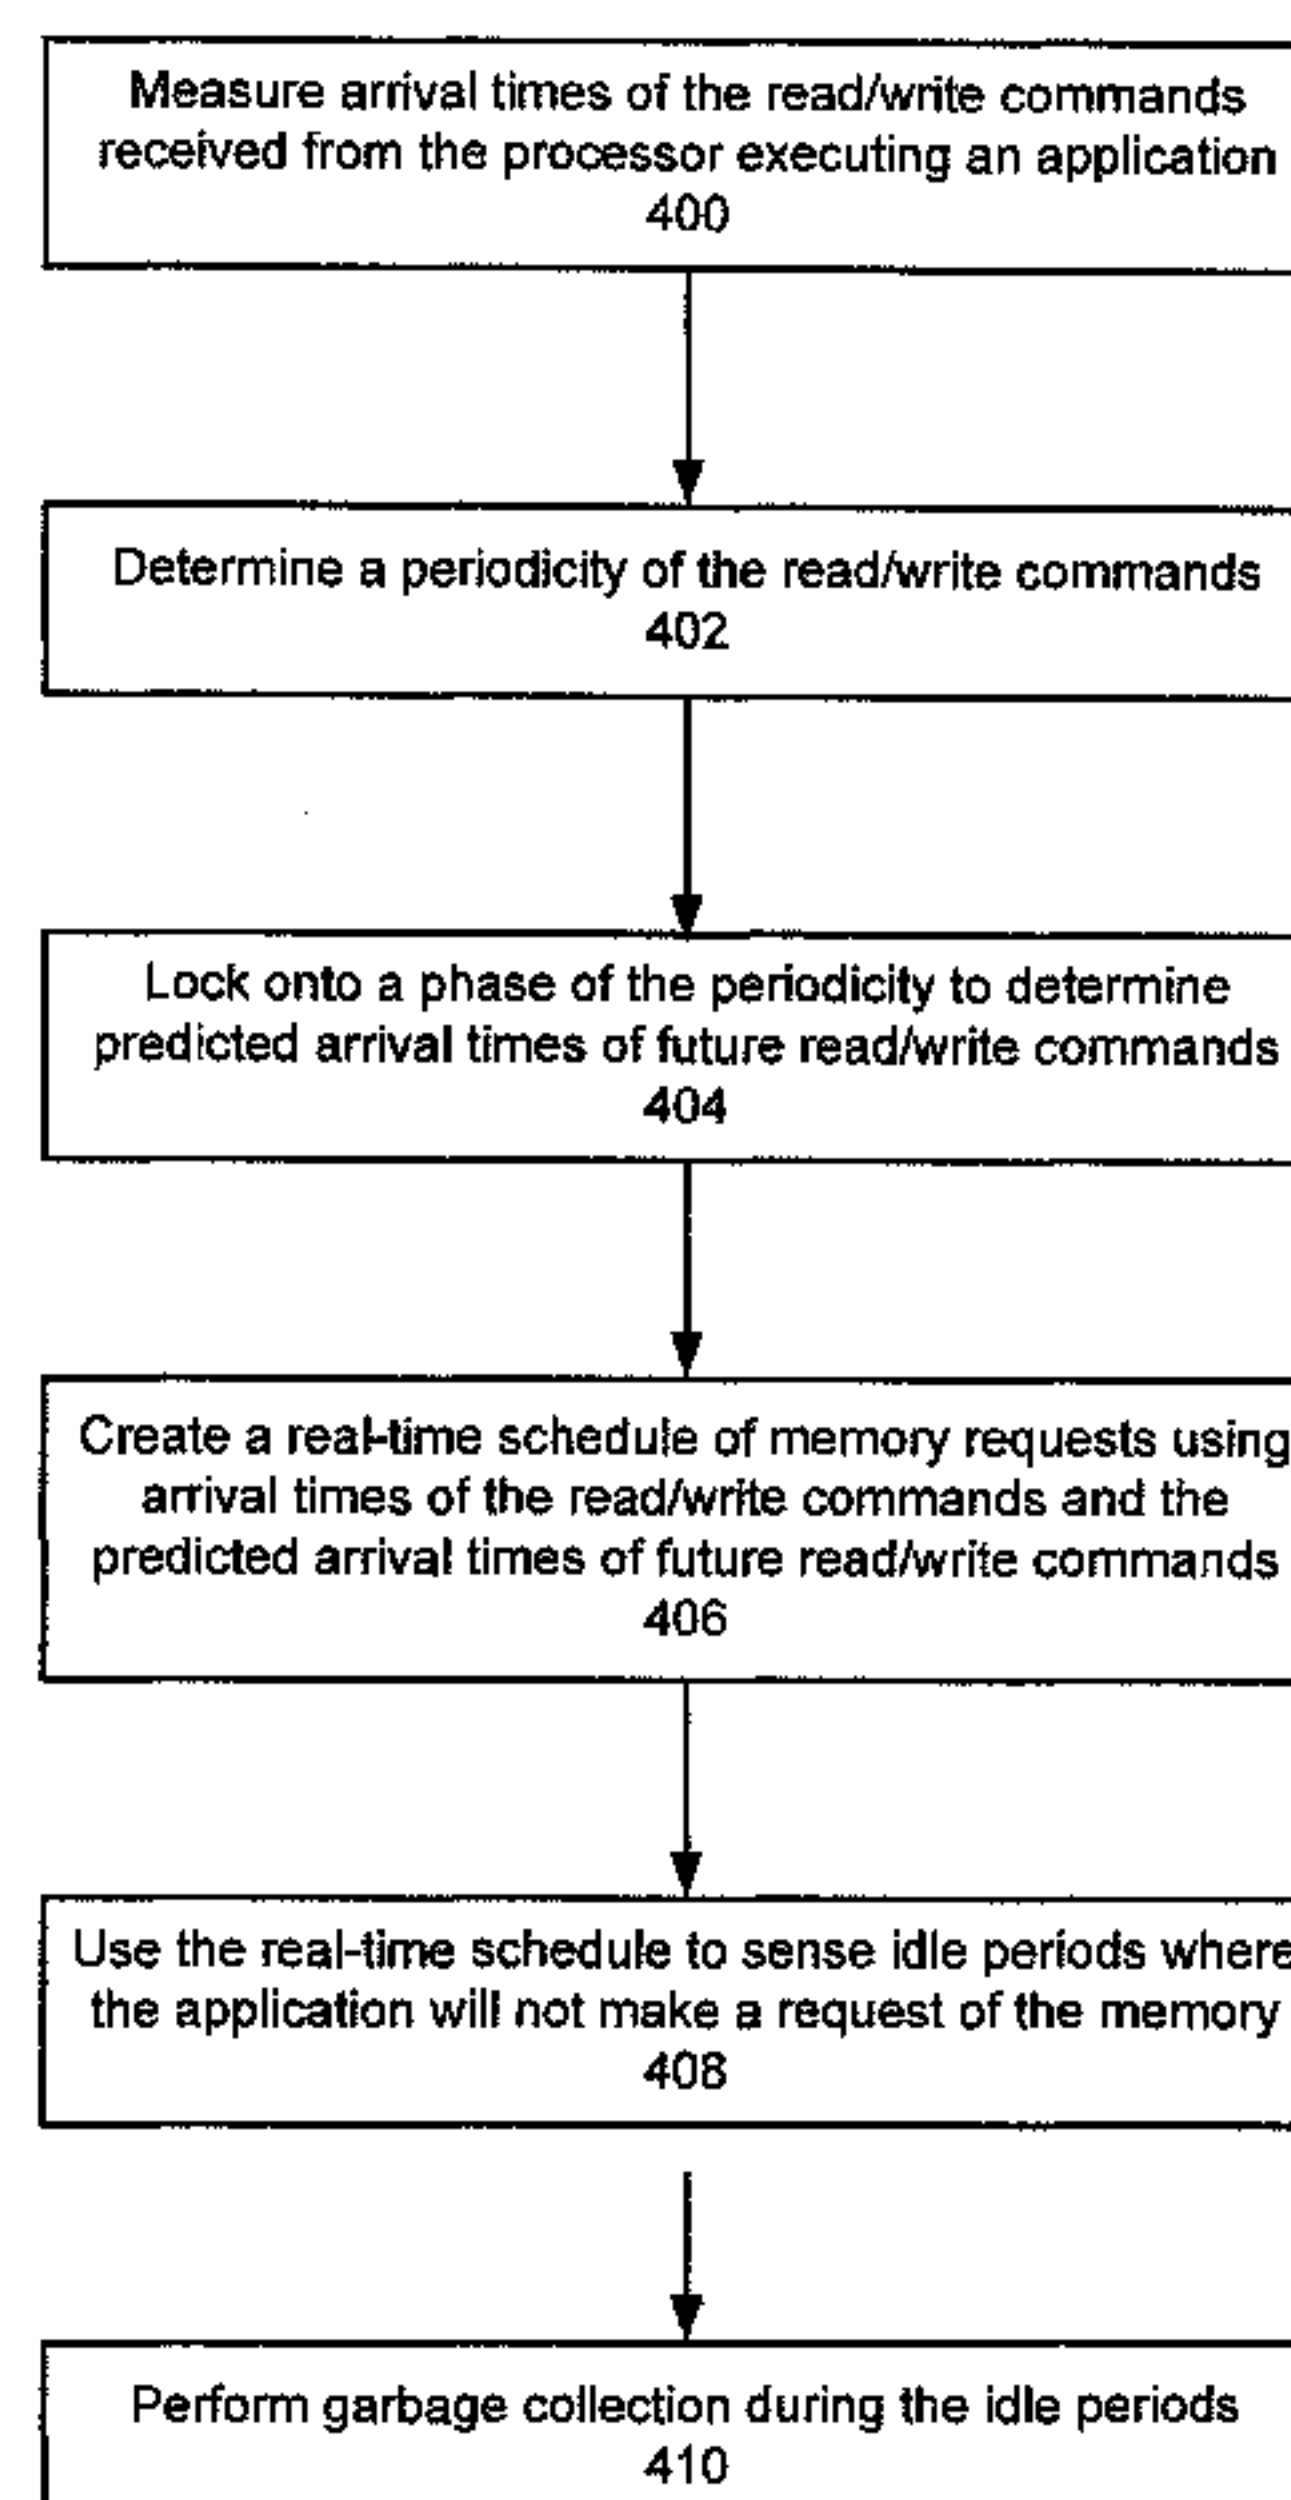 Measure arrival times of the read/write commands
received from the processor executing an application
400
Determine a periodicity of the read/write commands
402
Lock onto a phase of the periodicity to determine
predicted arrival times of future read/write commands
404
Create a real-time schedule of memory requests using
arrival times of the read/write commands and the
predicted arrival times of future read/write commands
406
Use the real-time schedule to sense idle periods where
the application will not make a request of the memory
408
Perform garbage collection during the idle periods
410